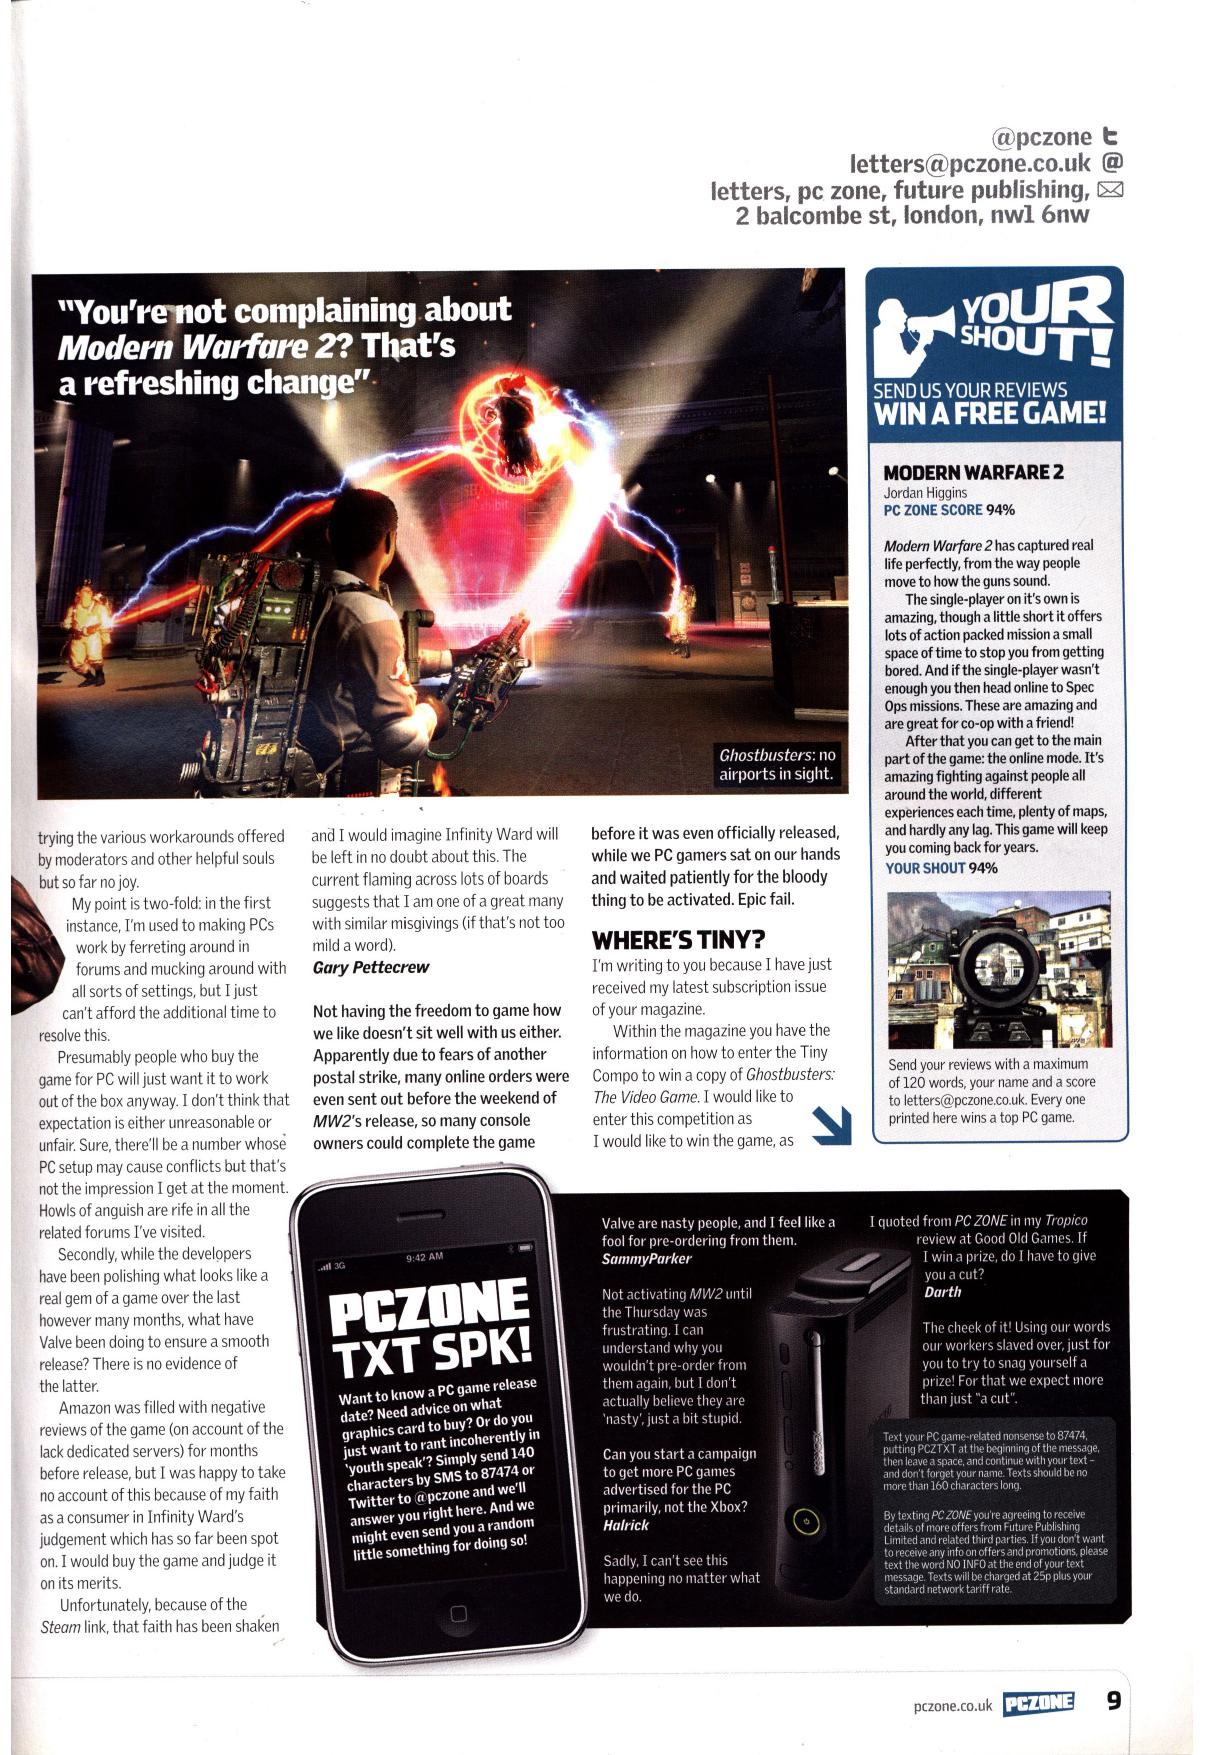 @pczone
letters@pczone.co.uk @
letters, pc zone, future publishing,
2 balcombe st, london, nw1 6nw
"You're not complaining about
Modern Warfare 2? That's
a refreshing change"
Ghostbusters: no
airports in sight.
trying the various workarounds offered
by moderators and other helpful souls
but so far no joy.
My point is two-fold: in the first
instance, I'm used to making PCs
work by ferreting around in
forums and mucking around with
all sorts of settings, but I just
can't afford the additional time to
resolve this.
Presumably people who buy the
game for PC will just want it to work
out of the box anyway. I don't think that
expectation is either unreasonable or
unfair. Sure, there'll be a number whose
PC setup may cause conflicts but that's
not the impression I get at the moment.
Howls of anguish are rife in all the
related forums I've visited.
Secondly, while the developers
have been polishing what looks like a
real gem of a game over the last
however many months, what have
Valve been doing to ensure a smooth
release? There is no evidence of
the latter.
Amazon was filled with negative
reviews of the game (on account of the
lack dedicated servers) for months
before release, but I was happy to take
no account of this because of my faith
as a consumer in Infinity Ward's
judgement which has so far been spot
on. I would buy the game and judge it
on its merits.
Unfortunately, because of the
Steam link, that faith has been shaken
and I would imagine Infinity Ward will
be left in no doubt about this. The
current flaming across lots of boards
suggests that I am one of a great many
with similar misgivings (if that's not too
mild a word).
Gary Pettecrew
Not having the freedom to game how
we like doesn't sit well with us either.
Apparently due to fears of another
postal strike, many online orders were
even sent out before the weekend of
MW2's release, so many console
owners could complete the game
before it was even officially released,
while we PC gamers sat on our hands
and waited patiently for the bloody
thing to be activated. Epic fail.
WHERE'S TINY?
I'm writing to you because I have just
received my latest subscription issue
of your magazine.
Within the magazine you have the
information on how to enter the Tiny
Compo to win a copy of Ghostbusters:
The Video Game. I would like to
enter this competition as
I would like to win the game, as
YOUR
SHOUT!
SEND US YOUR REVIEWS
WIN A FREE GAME!
MODERN WARFARE 2
Jordan Higgins
PC ZONE SCORE 94%
Modern Warfare 2 has captured real
life perfectly, from the way people
move to how the guns sound.
The single-player on it's own is
amazing, though a little short it offers
lots of action packed mission a small
space of time to stop you from getting
bored. And if the single-player wasn't
enough you then head online to Spec
Ops missions. These are amazing and
are great for co-op with a friend!
After that you can get to the main
part of the game: the online mode. It's
amazing fighting against people all
around the world, different
experiences each time, plenty of maps,
and hardly any lag. This game will keep
you coming back for years.
YOUR SHOUT 94%
Send your reviews with a maximum
of 120 words, your name and a score
to letters@pczone.co.uk. Every one
printed here wins a top PC game.
3G
9:42 AM
PCZONE
TXT SPK!
Want to know a PC game release
date? Need advice on what
graphics card to buy? Or do you
just want to rant incoherently in
'youth speak'? Simply send 140
characters by SMS to 87474 or
Twitter to @pczone and we'll
answer you right here. And we
might even send you a random
little something for doing so!
Valve are nasty people, and I feel like a
fool for pre-ordering from them.
SammyParker
Not activating MW2 until
the Thursday was
frustrating. I can
understand why you
wouldn't pre-order from
them again, but I don't
actually believe they are
'nasty', just a bit stupid.
Can you start a campaign
to get more PC games
advertised for the PC
primarily, not the Xbox?
Halrick
Sadly, I can't see this
happening no matter what
we do.
I quoted from PC ZONE in my Tropico
review at Good Old Games. If
I win a prize, do I have to give
you a cut?
Darth
The cheek of it! Using our words
our workers slaved over, just for
you to try to snag yourself a
prize! For that we expect more
than just "a cut".
Text your PC game-related nonsense to 87474,
putting PCZTXT at the beginning of the message,
then leave a space, and continue with your text –
and don't forget your name. Texts should be no
more than 160 characters long.
By texting PC ZONE you're agreeing to receive
details of more offers from Future Publishing
Limited and related third parties. If you don't want
to receive any info on offers and promotions, please
text the word NO INFO at the end of your text
message. Texts will be charged at 25p plus your
standard network tariff rate.
pczone.co.uk PCZONE 9